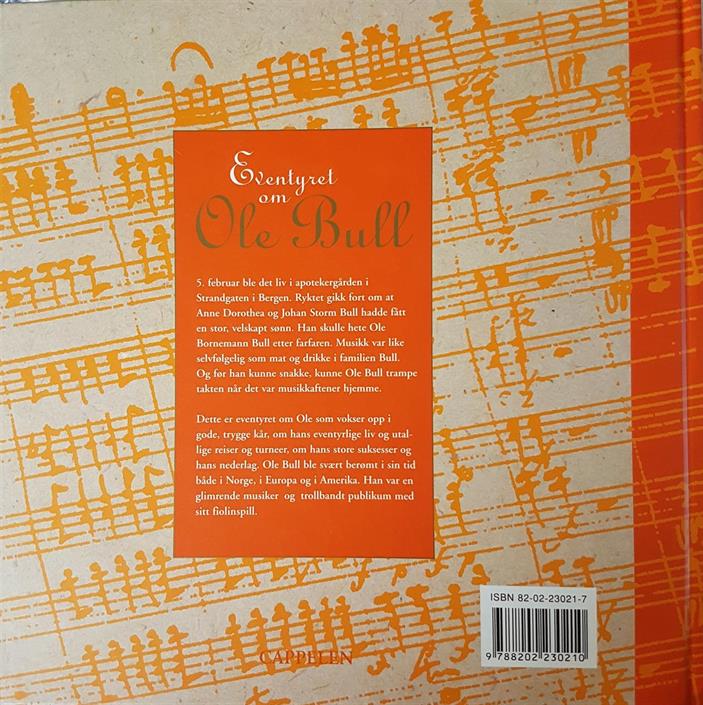 Eventyret
om
Ole Bull
5. februar ble det liv i apotekergården i
Strandgaten i Bergen. Ryktet gikk fort om at
Anne Dorothea og Johan Storm Bull hadde fått
en stor, velskapt sønn. Han skulle hete Ole
Bornemann Bull etter farfaren. Musikk var like
selvfølgelig som mat og drikke i familien Bull.
Og før han kunne snakke, kunne Ole Bull trampe
takten når det var musikkaftener hjemme.
Dette er eventyret om Ole som vokser opp i
gode, trygge kår, om hans eventyrlige liv og utal-
lige reiser og turneer, om hans store suksesser og
hans nederlag. Ole Bull ble svært berømt i sin tid
både i Norge, i Europa og i Amerika. Han var en
glimrende musiker og trollbandt publikum med
sitt fiolinspill.
ISBN 82-02-23021-7
9 788202 230210
CAPPELEN